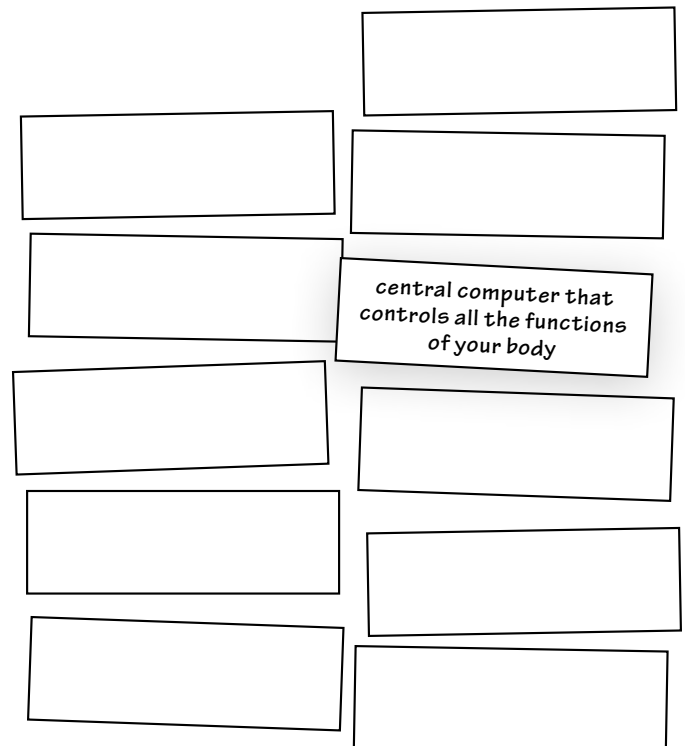 central computer that
controls all the functions
of your body